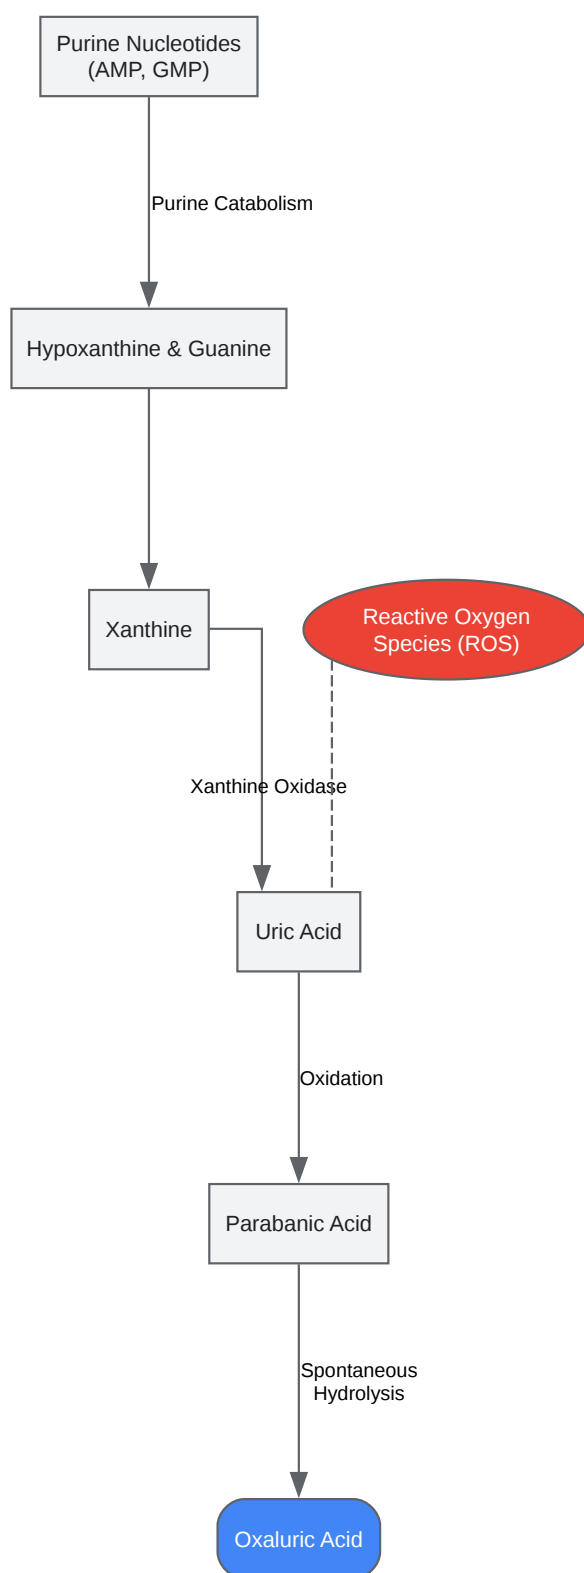 Purine Nucleotides
(AMP, GMP)
Purine Catabolism
Hypoxanthine & Guanine
Xanthine
Reactive Oxygen
Species (ROS)
Xanthine Oxidase
Uric Acid
Oxidation
Parabanic Acid
Spontaneous
Hydrolysis
Oxaluric Acid